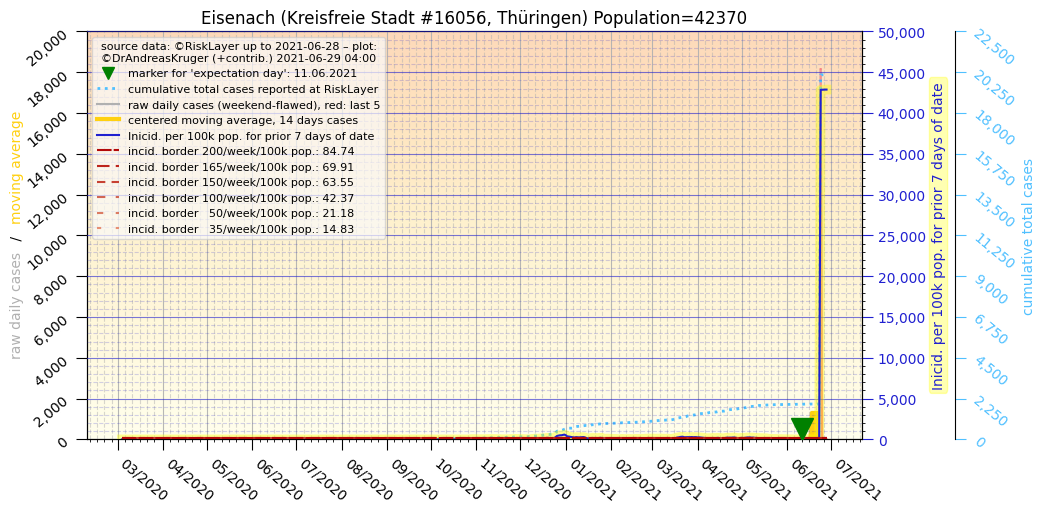 Eisenach (Kreisfreie Stadt #16056, Thüringen) Population=42370
source data: ©RiskLayer up to 2021-06-28 – plot:
©DrAndreasKruger (+contrib.) 2021-06-29 04:00
marker for 'expectation day': 11.06.2021
cumulative total cases reported at RiskLayer
raw daily cases (weekend-flawed), red: last 5
centered moving average, 14 days cases
Inicid. per 100k pop. for prior 7 days of date
incid. border 200/week/100k pop.: 84.74
incid. border 165/week/100k pop.: 69.91
incid. border 150/week/100k pop.: 63.55
incid. border 100/week/100k pop.: 42.37
incid. border 50/week/100k pop.: 21.18
incid. border 35/week/100k pop.: 14.83
raw daily cases / moving average
20,000
18,000
16,000
14,000
12,000
10,000
8,000
6,000
4,000
2,000
0
03/2020
04/2020
05/2020
06/2020
07/2020
08/2020
09/2020
10/2020
11/2020
12/2020
01/2021
02/2021
03/2021
04/2021
05/2021
06/2021
07/2021
50,000
45,000
40,000
35,000
30,000
25,000
20,000
15,000
10,000
5,000
0
Inicid. per 100k pop. for prior 7 days of date
22,500
20,250
18,000
15,750
13,500
11,250
9,000
6,750
4,500
2,250
0
cumulative total cases